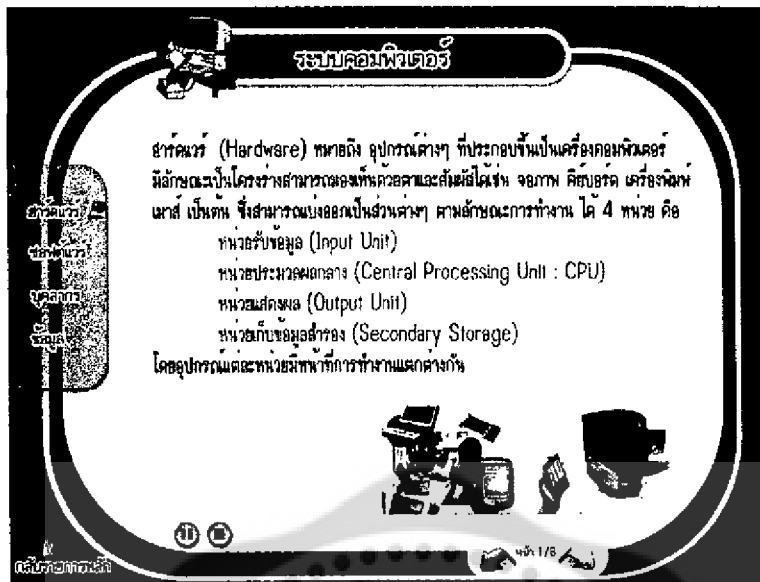 ระบบคอมพิวเตอร์
ฮาร์ดแวร์ (Hardware) หมายถึง อุปกรณ์ต่างๆ ที่ประกอบขึ้นเป็นเครื่องคอมพิวเตอร์
มีลักษณะเป็นโครงร่างสามารถมองเห็นด้วยตาและสัมผัสได้เช่น จอภาพ คีย์บอร์ด เครื่องพิมพ์
เมาส์ เป็นต้น ซึ่งสามารถแบ่งออกเป็นส่วนต่างๆ ตามลักษณะการทำงาน ได้ 4 หน่วย คือ
หน่วยรับข้อมูล (Input Unit)
หน่วยประมวลผลกลาง (Central Processing Unit : CPU)
หน่วยแสดงผล (Output Unit)
หน่วยเก็บข้อมูลสำรอง (Secondary Storage)
โดยอุปกรณ์แต่ละหน่วยมีหน้าที่การทำงานแตกต่างกัน
ฮาร์ดแวร์
ซอฟต์แวร์
บุคลากร
ข้อมูล
กลับรายการหลัก
หน้า 1/8